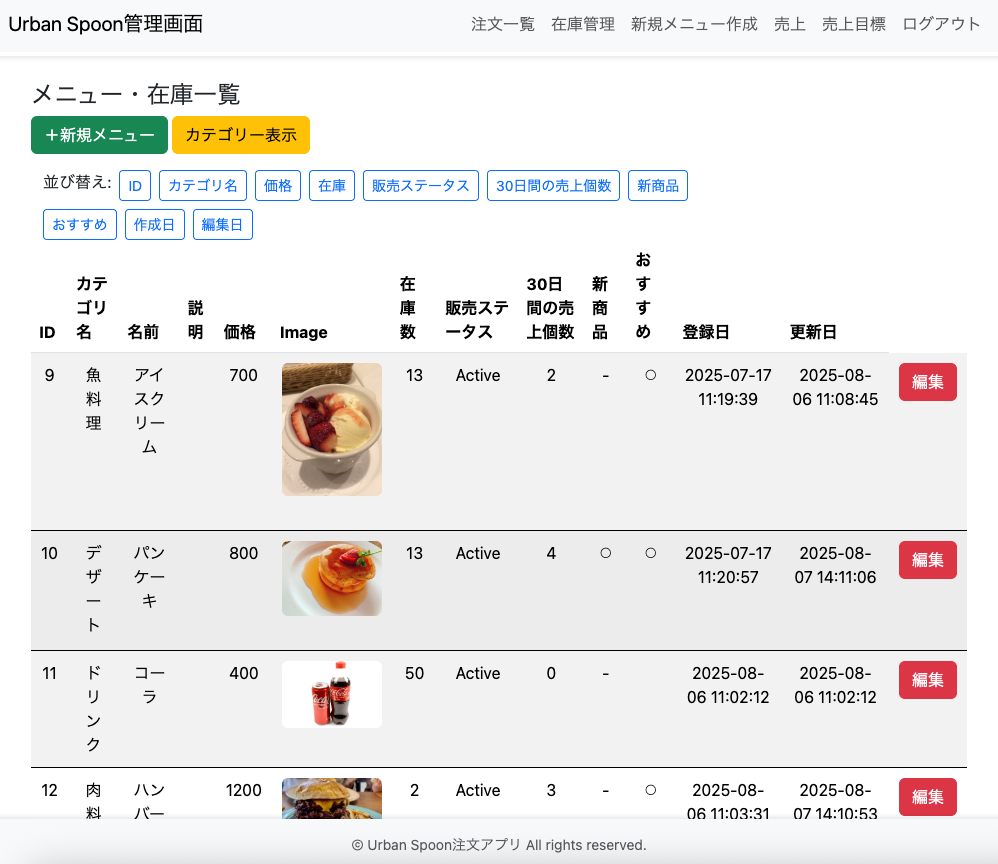 Urban Spoon管理画面
注文一覧 在庫管理 新規メニュー作成 売上 売上目標 ログアウト
メニュー・在庫一覧
＋新規メニュー カテゴリー表示
並び替え: ID カテゴリ名 価格 在庫 販売ステータス 30日間の売上個数 新商品
おすすめ 作成日 編集日
ID カテゴリ名 名前 説明 価格 Image 在庫数 販売ステータス 30日間の売上個数 新商品 おすすめ 登録日 更新日
9 魚料理 アイスクリーム 700 13 Active 2 - ○ 2025-07-17 11:19:39 2025-08-06 11:08:45 編集
10 デザート パンケーキ 800 13 Active 4 ○ ○ 2025-07-17 11:20:57 2025-08-07 14:11:06 編集
11 ドリンク コーラ 400 50 Active 0 - 2025-08-06 11:02:12 2025-08-06 11:02:12 編集
12 肉料 ハンバー 1200 2 Active 3 - ○ 2025-08-06 11:03:31 2025-08-07 14:10:53 編集
© Urban Spoon注文アプリ All rights reserved.